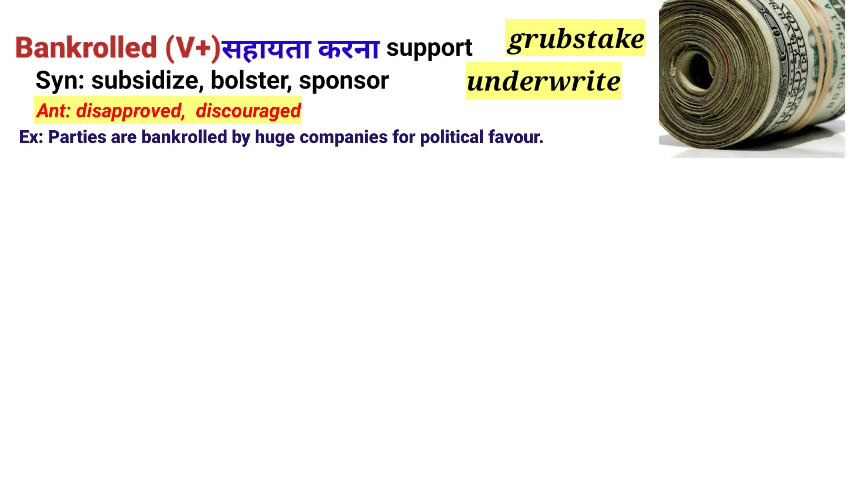 Bankrolled (V+)सहायता करना support
grubstake
Syn: subsidize, bolster, sponsor
underwrite
Ant: disapproved, discouraged
Ex: Parties are bankrolled by huge companies for political favour.